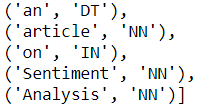 ('an', 'DT'),
('article', 'NN'),
('on', 'IN'),
('Sentiment', 'NN'),
('Analysis', 'NN')]